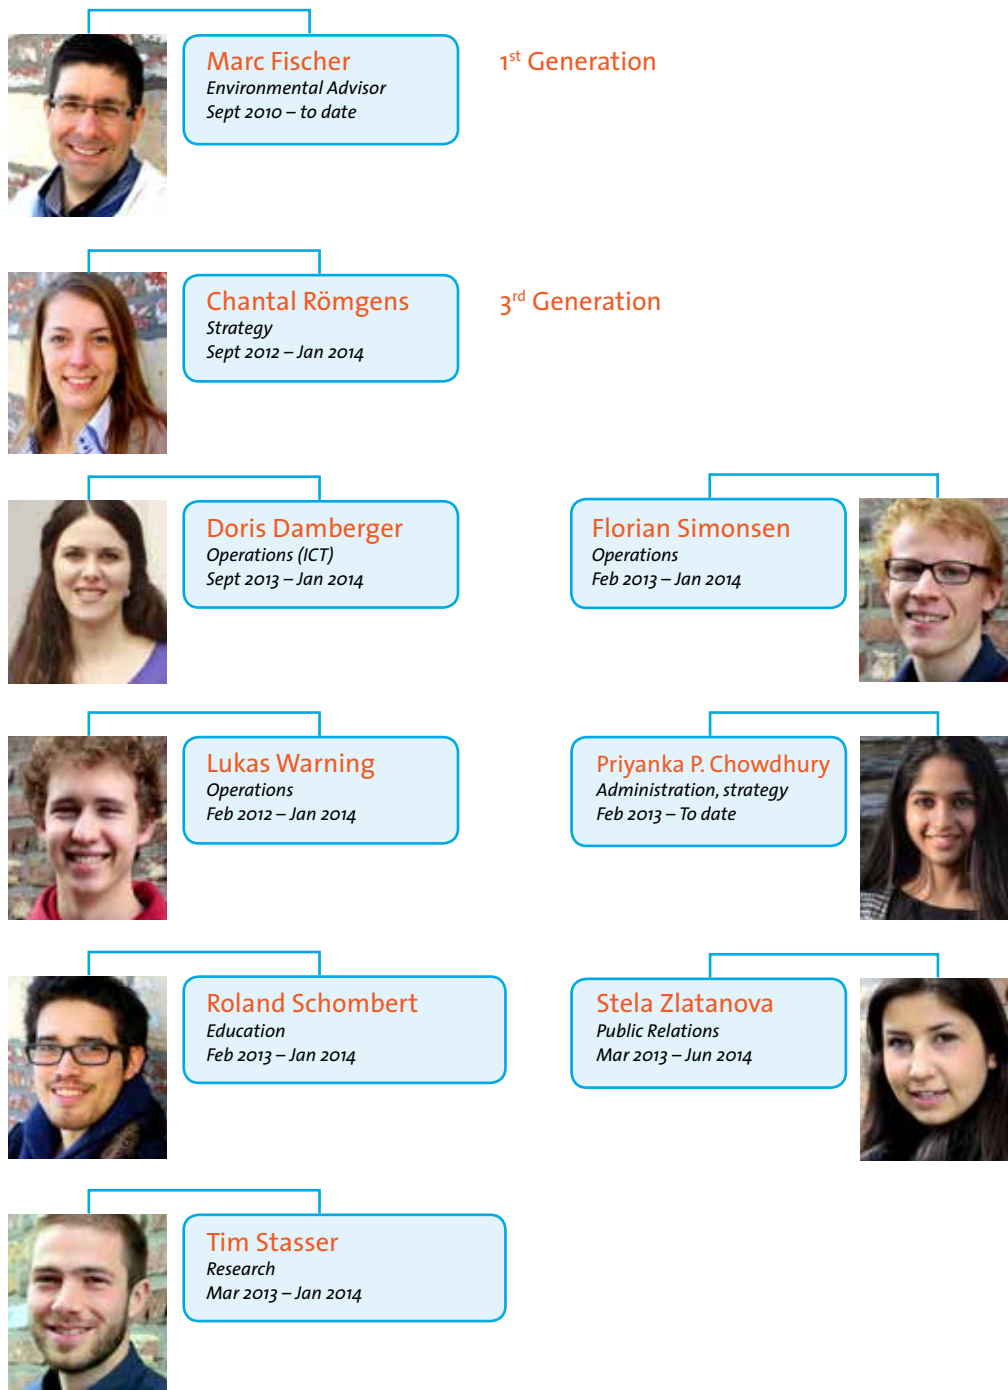 Marc Fischer
Environmental Advisor
Sept 2010 – to date
1st Generation
Chantal Römgens
Strategy
Sept 2012 – Jan 2014
3rd Generation
Doris Damberger
Operations (ICT)
Sept 2013 – Jan 2014
Florian Simonsen
Operations
Feb 2013 – Jan 2014
Lukas Warning
Operations
Feb 2012 – Jan 2014
Priyanka P. Chowdhury
Administration, strategy
Feb 2013 – To date
Roland Schombert
Education
Feb 2013 – Jan 2014
Stela Zlatanova
Public Relations
Mar 2013 – Jun 2014
Tim Stasser
Research
Mar 2013 – Jan 2014